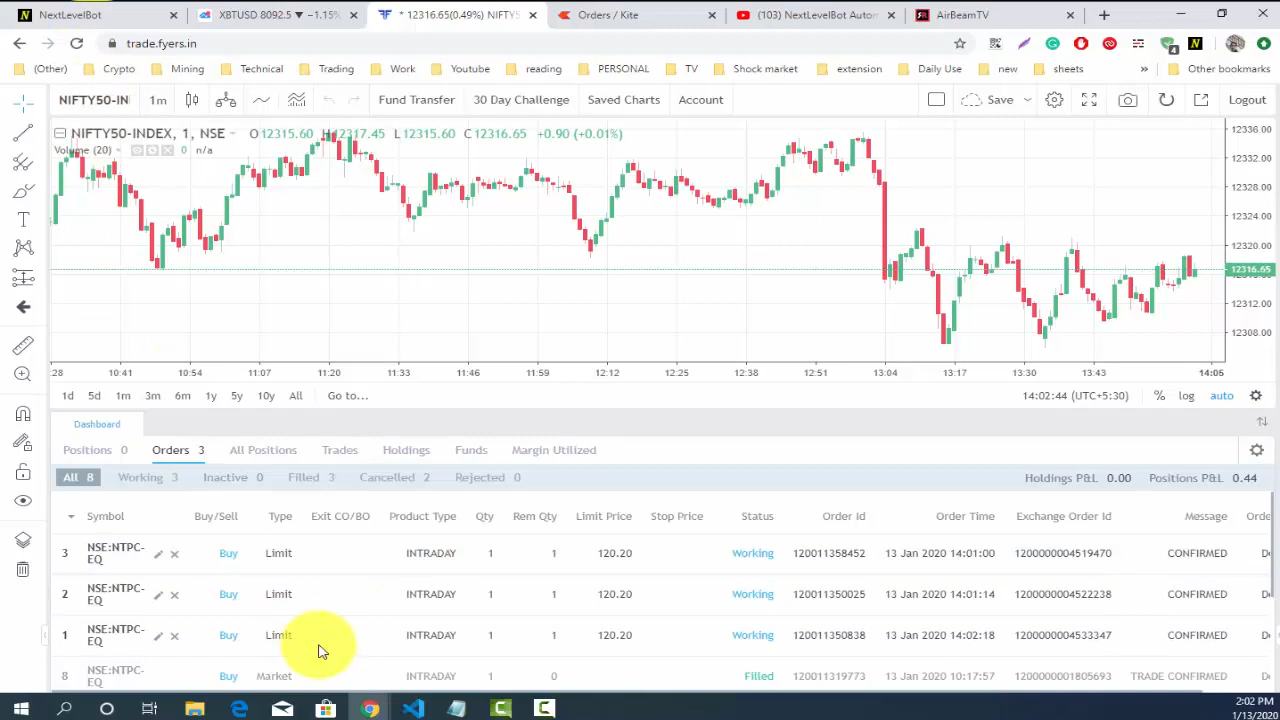 NextLevelBot
XBTUSD 8092.5 ▼ −1.15%
* 12316.65(0.49%) NIFTY5
Orders / Kite
(103) NextLevelBot Autom
AirBeamTV
trade.fyers.in
4
(Other)
Crypto
Mining
Technical
Trading
Work
Youtube
reading
PERSONAL
TV
Shock market
extension
Daily Use
new
sheets
»
Other bookmarks
NIFTY50-IN
1m
Fund Transfer
30 Day Challenge
Saved Charts
Account
Save
Logout
NIFTY50-INDEX, 1, NSE
O12315.60 H12317.45 L12315.60 C12316.65 +0.90 (+0.01%)
Volume (20)
0 n/a
12336.00
12332.00
12328.00
12324.00
12320.00
12316.65
12312.00
12308.00
:28 10:41 10:54 11:07 11:20 11:33 11:46 11:59 12:12 12:25 12:38 12:51 13:04 13:17 13:30 13:43 14:05
1d 5d 1m 3m 6m 1y 5y 10y All Go to...
14:02:44 (UTC+5:30) % log auto
Dashboard
Positions 0 Orders 3 All Positions Trades Holdings Funds Margin Utilized
All 8 Working 3 Inactive 0 Filled 3 Cancelled 2 Rejected 0 Holdings P&L 0.00 Positions P&L 0.44
Symbol Buy/Sell Type Exit CO/BO Product Type Qty Rem Qty Limit Price Stop Price Status Order Id Order Time Exchange Order Id Message Orde
3 NSE:NTPC-EQ Buy Limit INTRADAY 1 1 120.20 Working 120011358452 13 Jan 2020 14:01:00 1200000004519470 CONFIRMED De
2 NSE:NTPC-EQ Buy Limit INTRADAY 1 1 120.20 Working 120011350025 13 Jan 2020 14:01:14 1200000004522238 CONFIRMED De
1 NSE:NTPC-EQ Buy Limit INTRADAY 1 1 120.20 Working 120011350838 13 Jan 2020 14:02:18 1200000004533347 CONFIRMED De
8 NSE:NTPC-EQ Buy Market INTRADAY 1 0 Filled 120011319773 13 Jan 2020 10:17:57 1200000001805693 TRADE CONFIRMED De
2:02 PM
1/13/2020